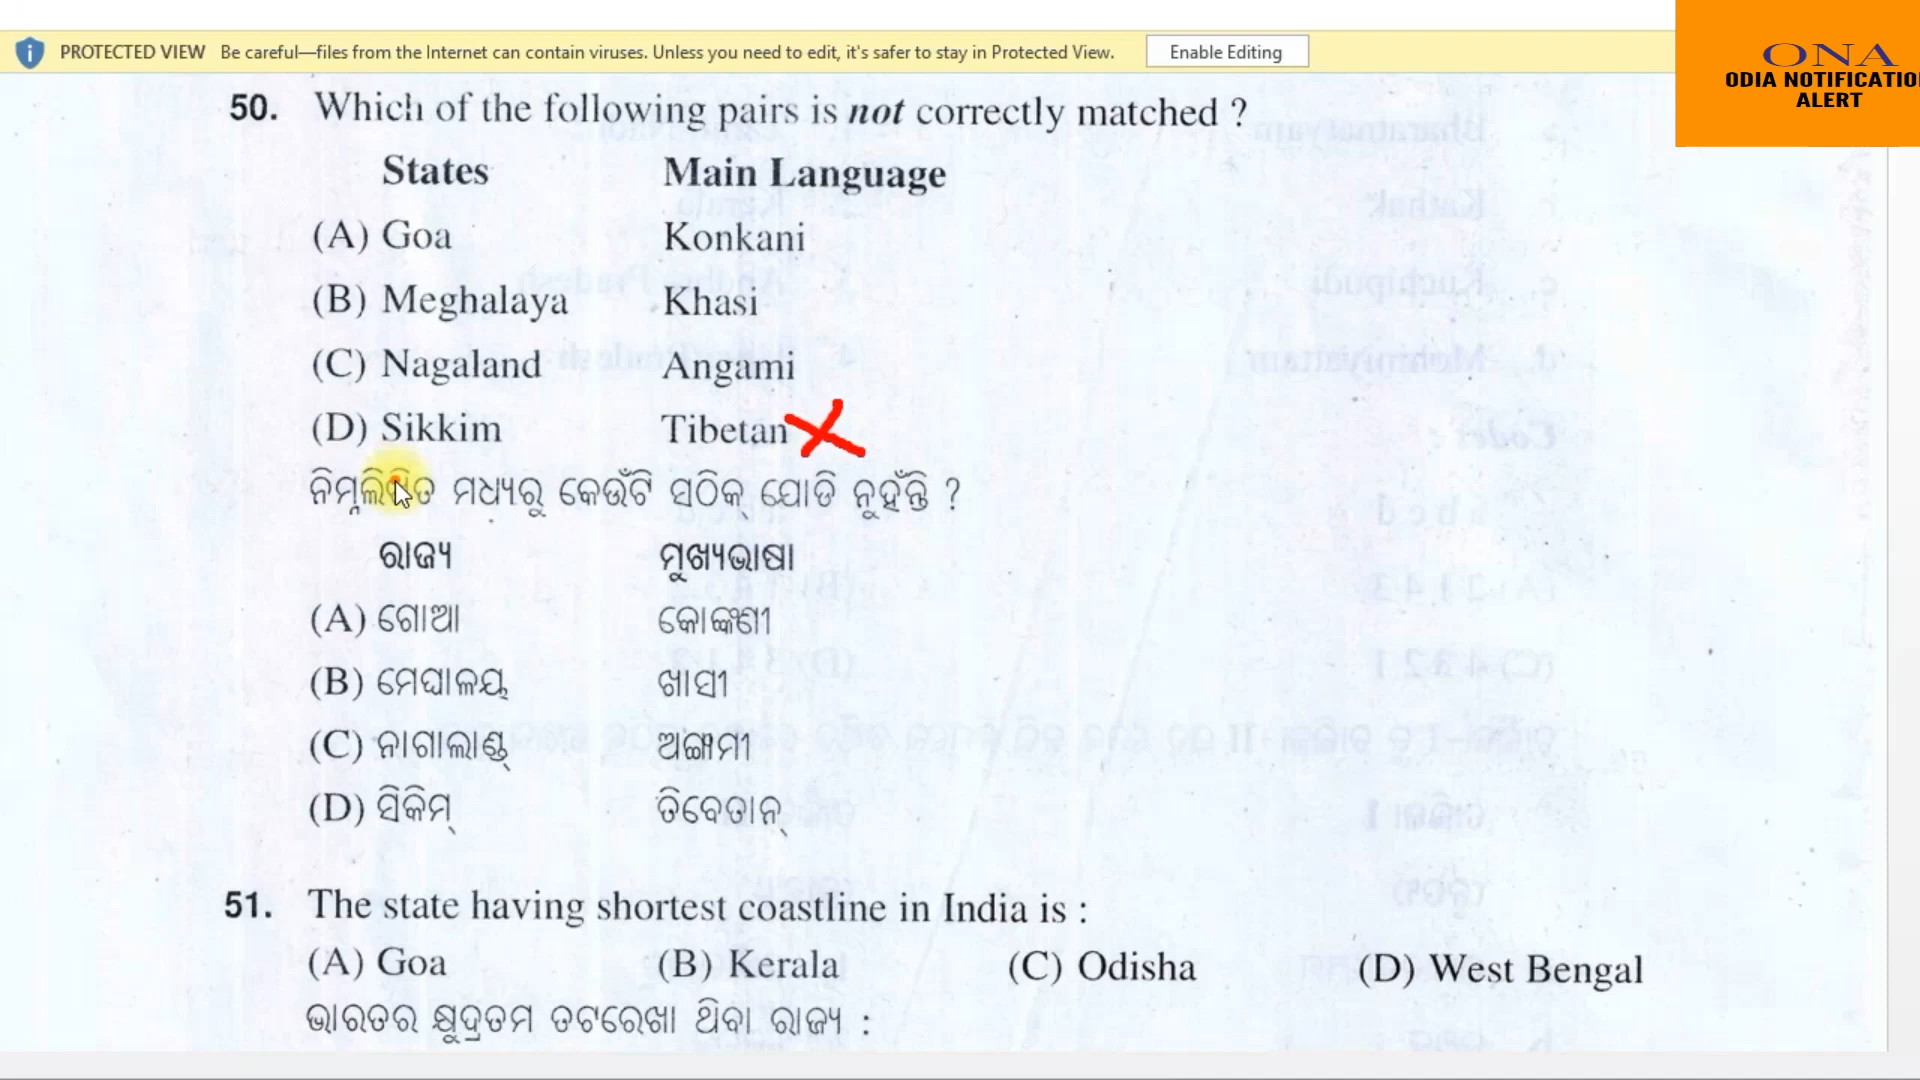 PROTECTED VIEW Be careful—files from the Internet can contain viruses. Unless you need to edit, it's safer to stay in Protected View. Enable Editing
ONA
ODIA NOTIFICATIO
ALERT
50. Which of the following pairs is not correctly matched ?
States Main Language
(A) Goa Konkani
(B) Meghalaya Khasi
(C) Nagaland Angami
(D) Sikkim Tibetan
ନିମ୍ନଲିଖିତ ମଧ୍ୟରୁ କେଉଁଟି ସଠିକ୍ ଯୋଡି ନୁହଁନ୍ତି ?
ରାଜ୍ୟ ମୁଖ୍ୟଭାଷା
(A) ଗୋଆ କୋଙ୍କଣୀ
(B) ମେଘାଳୟ ଖାସୀ
(C) ନାଗାଲାଣ୍ଡ୍ ଅଙ୍ଗାମୀ
(D) ସିକିମ୍ ତିବେତାନ୍
51. The state having shortest coastline in India is :
(A) Goa (B) Kerala (C) Odisha (D) West Bengal
ଭାରତର କ୍ଷୁଦ୍ରତମ ତଟରେଖା ଥିବା ରାଜ୍ୟ :